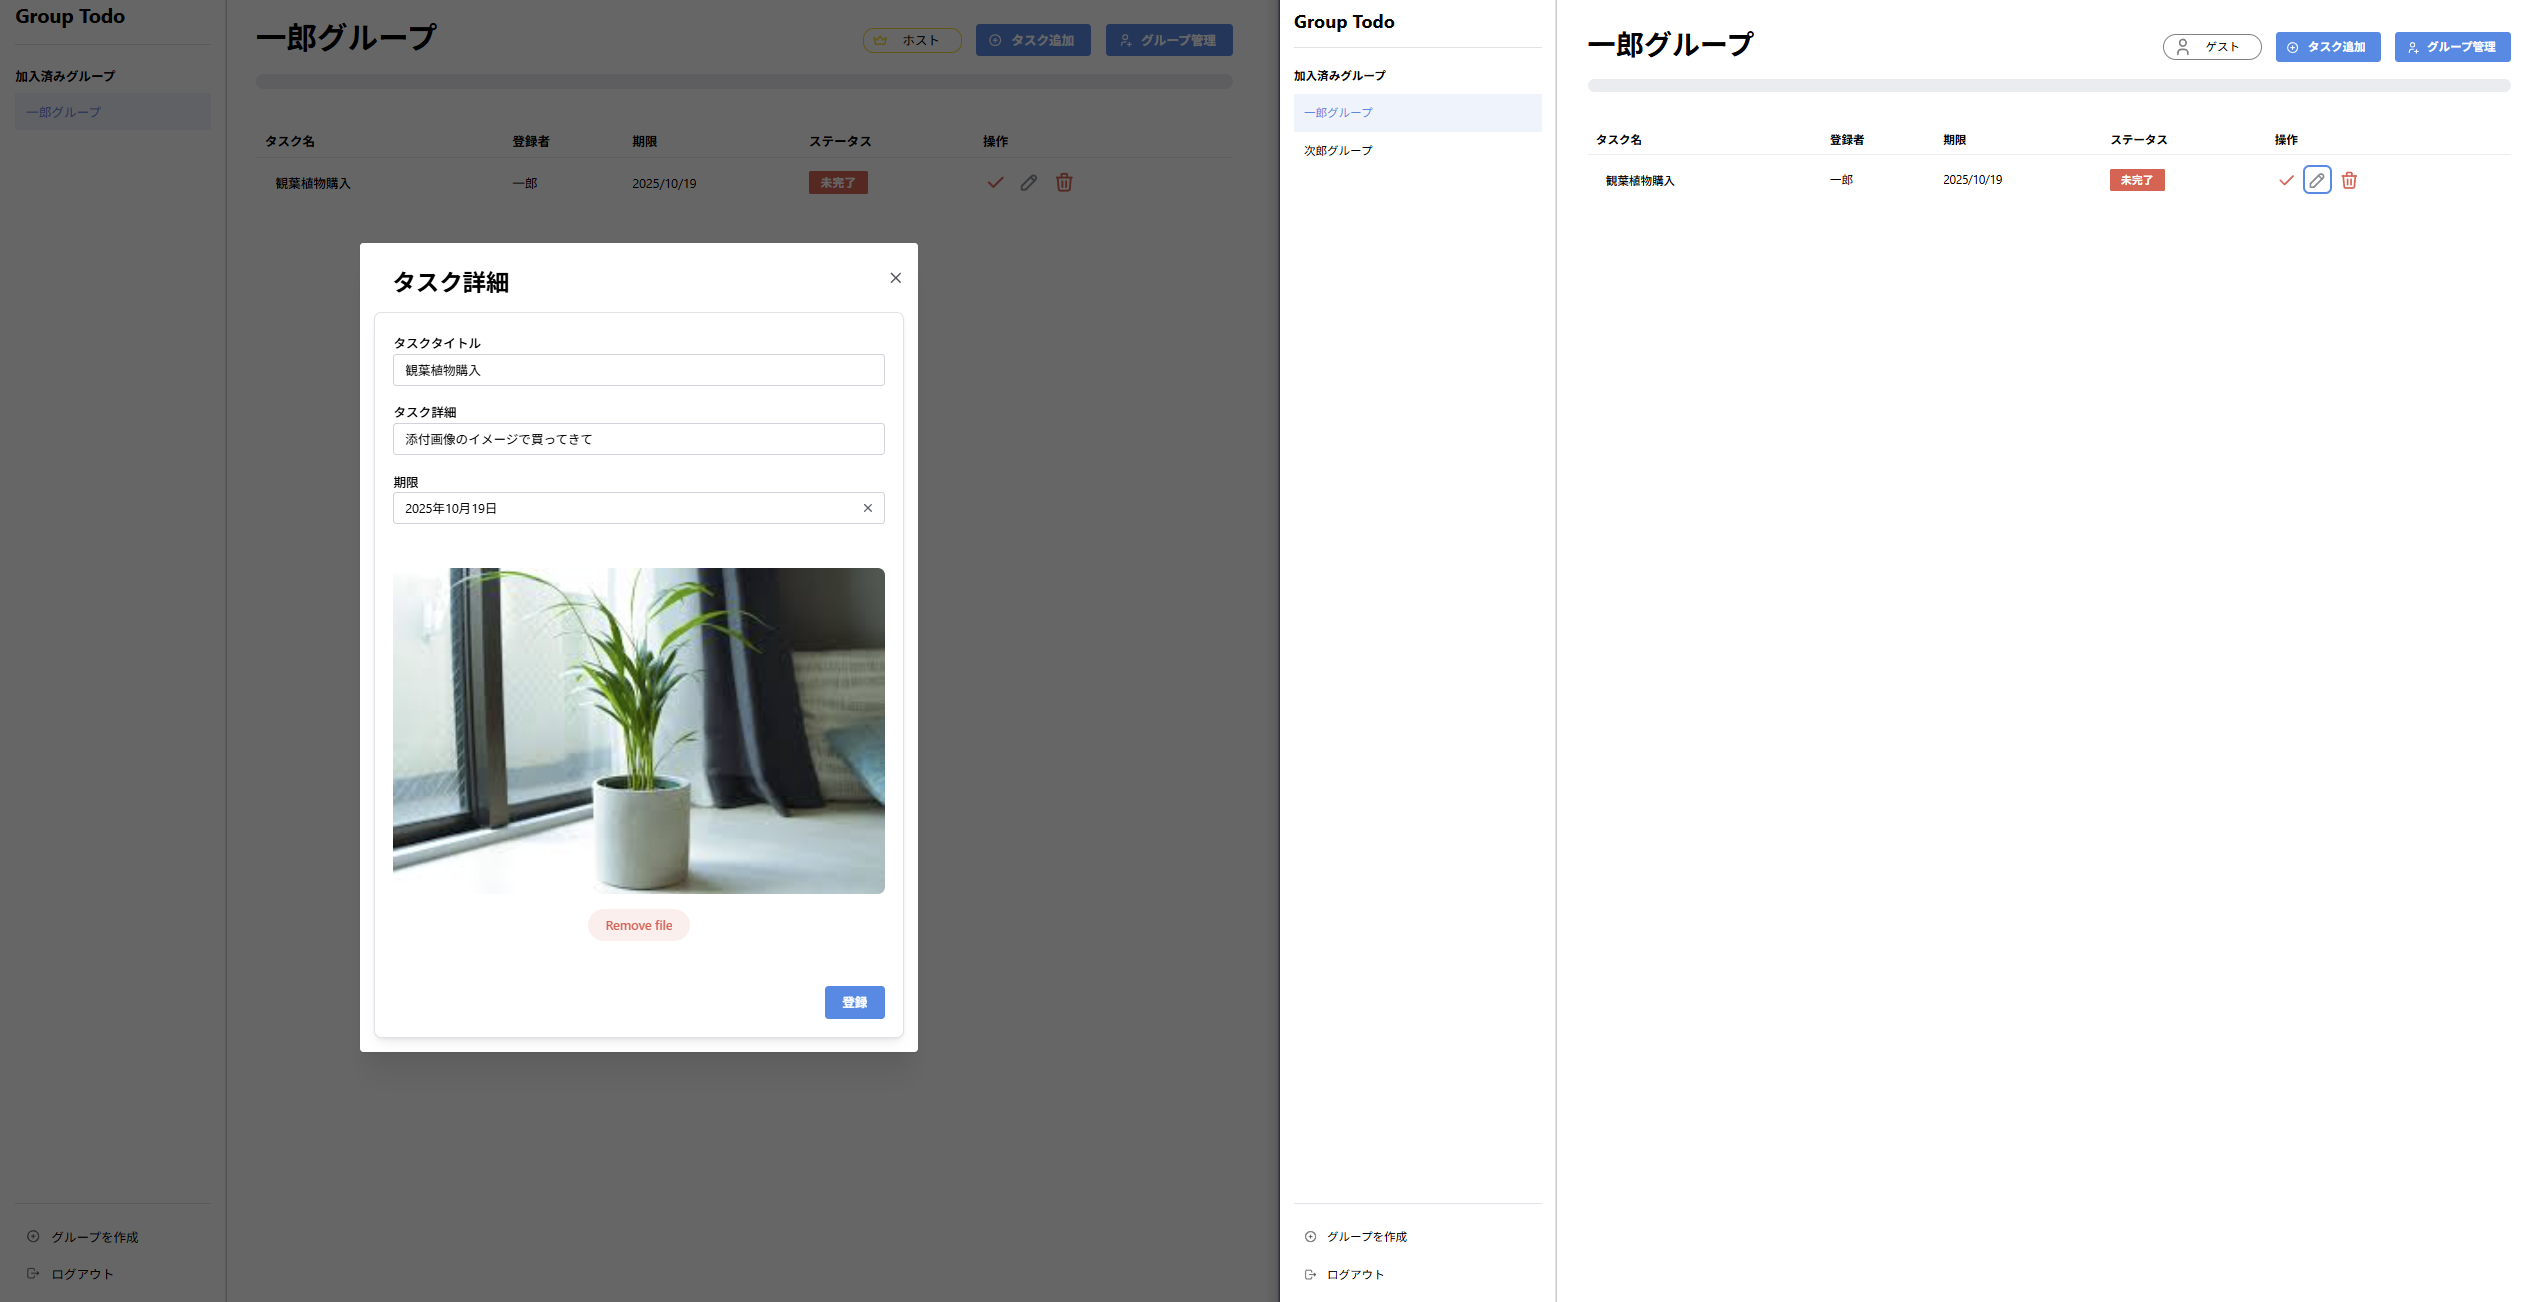 Group Todo
加入済みグループ
一郎グループ
グループを作成
ログアウト
一郎グループ
ホスト
タスク追加
グループ管理
タスク名 登録者 期限 ステータス 操作
観葉植物購入 一郎 2025/10/19 未完了
タスク詳細
タスクタイトル
観葉植物購入
タスク詳細
添付画像のイメージで買ってきて
期限
2025年10月19日
Remove file
登録
Group Todo
加入済みグループ
一郎グループ
次郎グループ
グループを作成
ログアウト
一郎グループ
ゲスト
タスク追加
グループ管理
タスク名 登録者 期限 ステータス 操作
観葉植物購入 一郎 2025/10/19 未完了